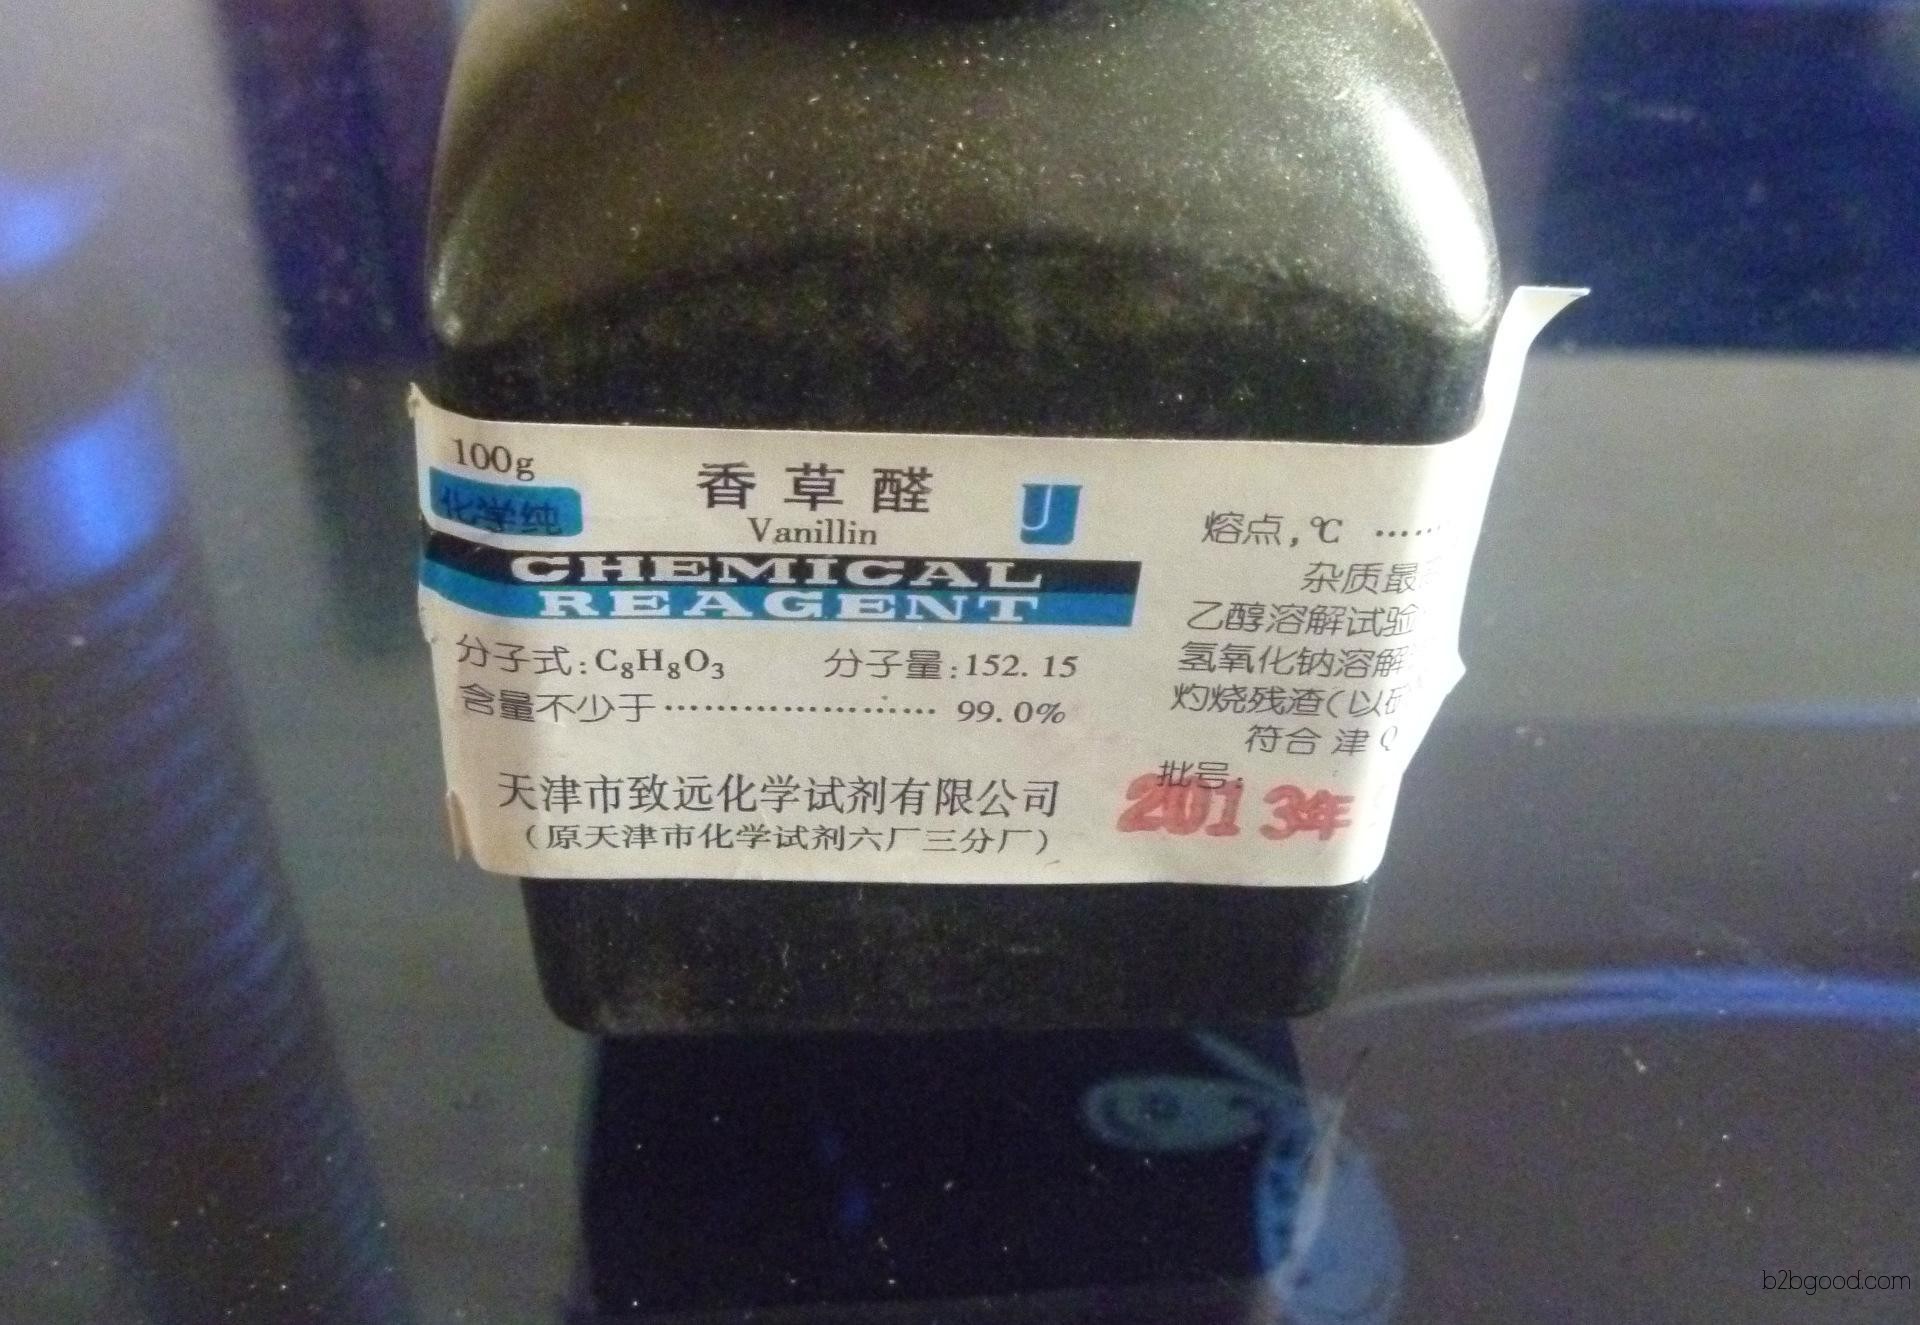 100g
化学纯
香草醛
Vanillin
J
CHEMICAL
REAGENT
分子式:C₈H₈O₃ 分子量:152.15
含量不少于………………… 99.0%
天津市致远化学试剂有限公司
(原天津市化学试剂六厂三分厂)
熔点,℃ ……
杂质最
乙醇溶解试验
氢氧化钠溶解
灼烧残渣(以
符合 津 Q
批号:
2013年
b2bgood.com